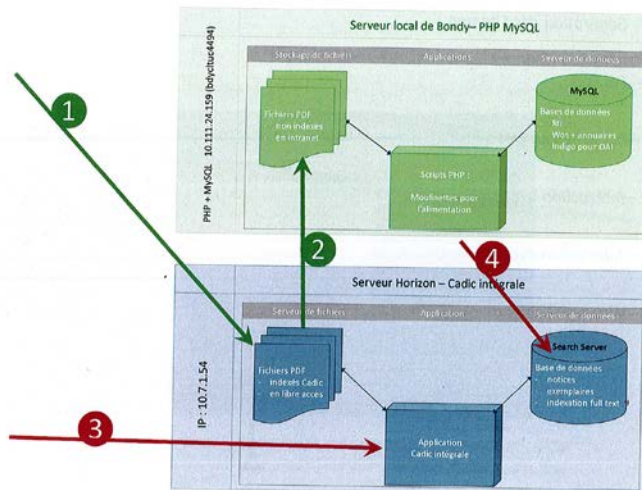 Serveur local de Bondy– PHP MySQL
Stockage de fichiers
Applications
Serveur de données
PHP + MySQL 10.111.24.159 (bdycltuc4494)
1
Fichiers PDF
non indexés
en intranet
Scripts PHP :
Moulinettes pour
l'alimentation
MySQL
Bases de données
- Wos + annuaires
- Indigo pour OAI
2
4
Serveur Horizon – Cadic intégrale
Serveur de fichiers
Application
Serveur de données
IP : 10.7.1.54
Fichiers PDF
- indexés Cadic
- en libre accès
Search Server
Base de données
- notices
- exemplaires
- indexation full text
3
Application
Cadic intégrale